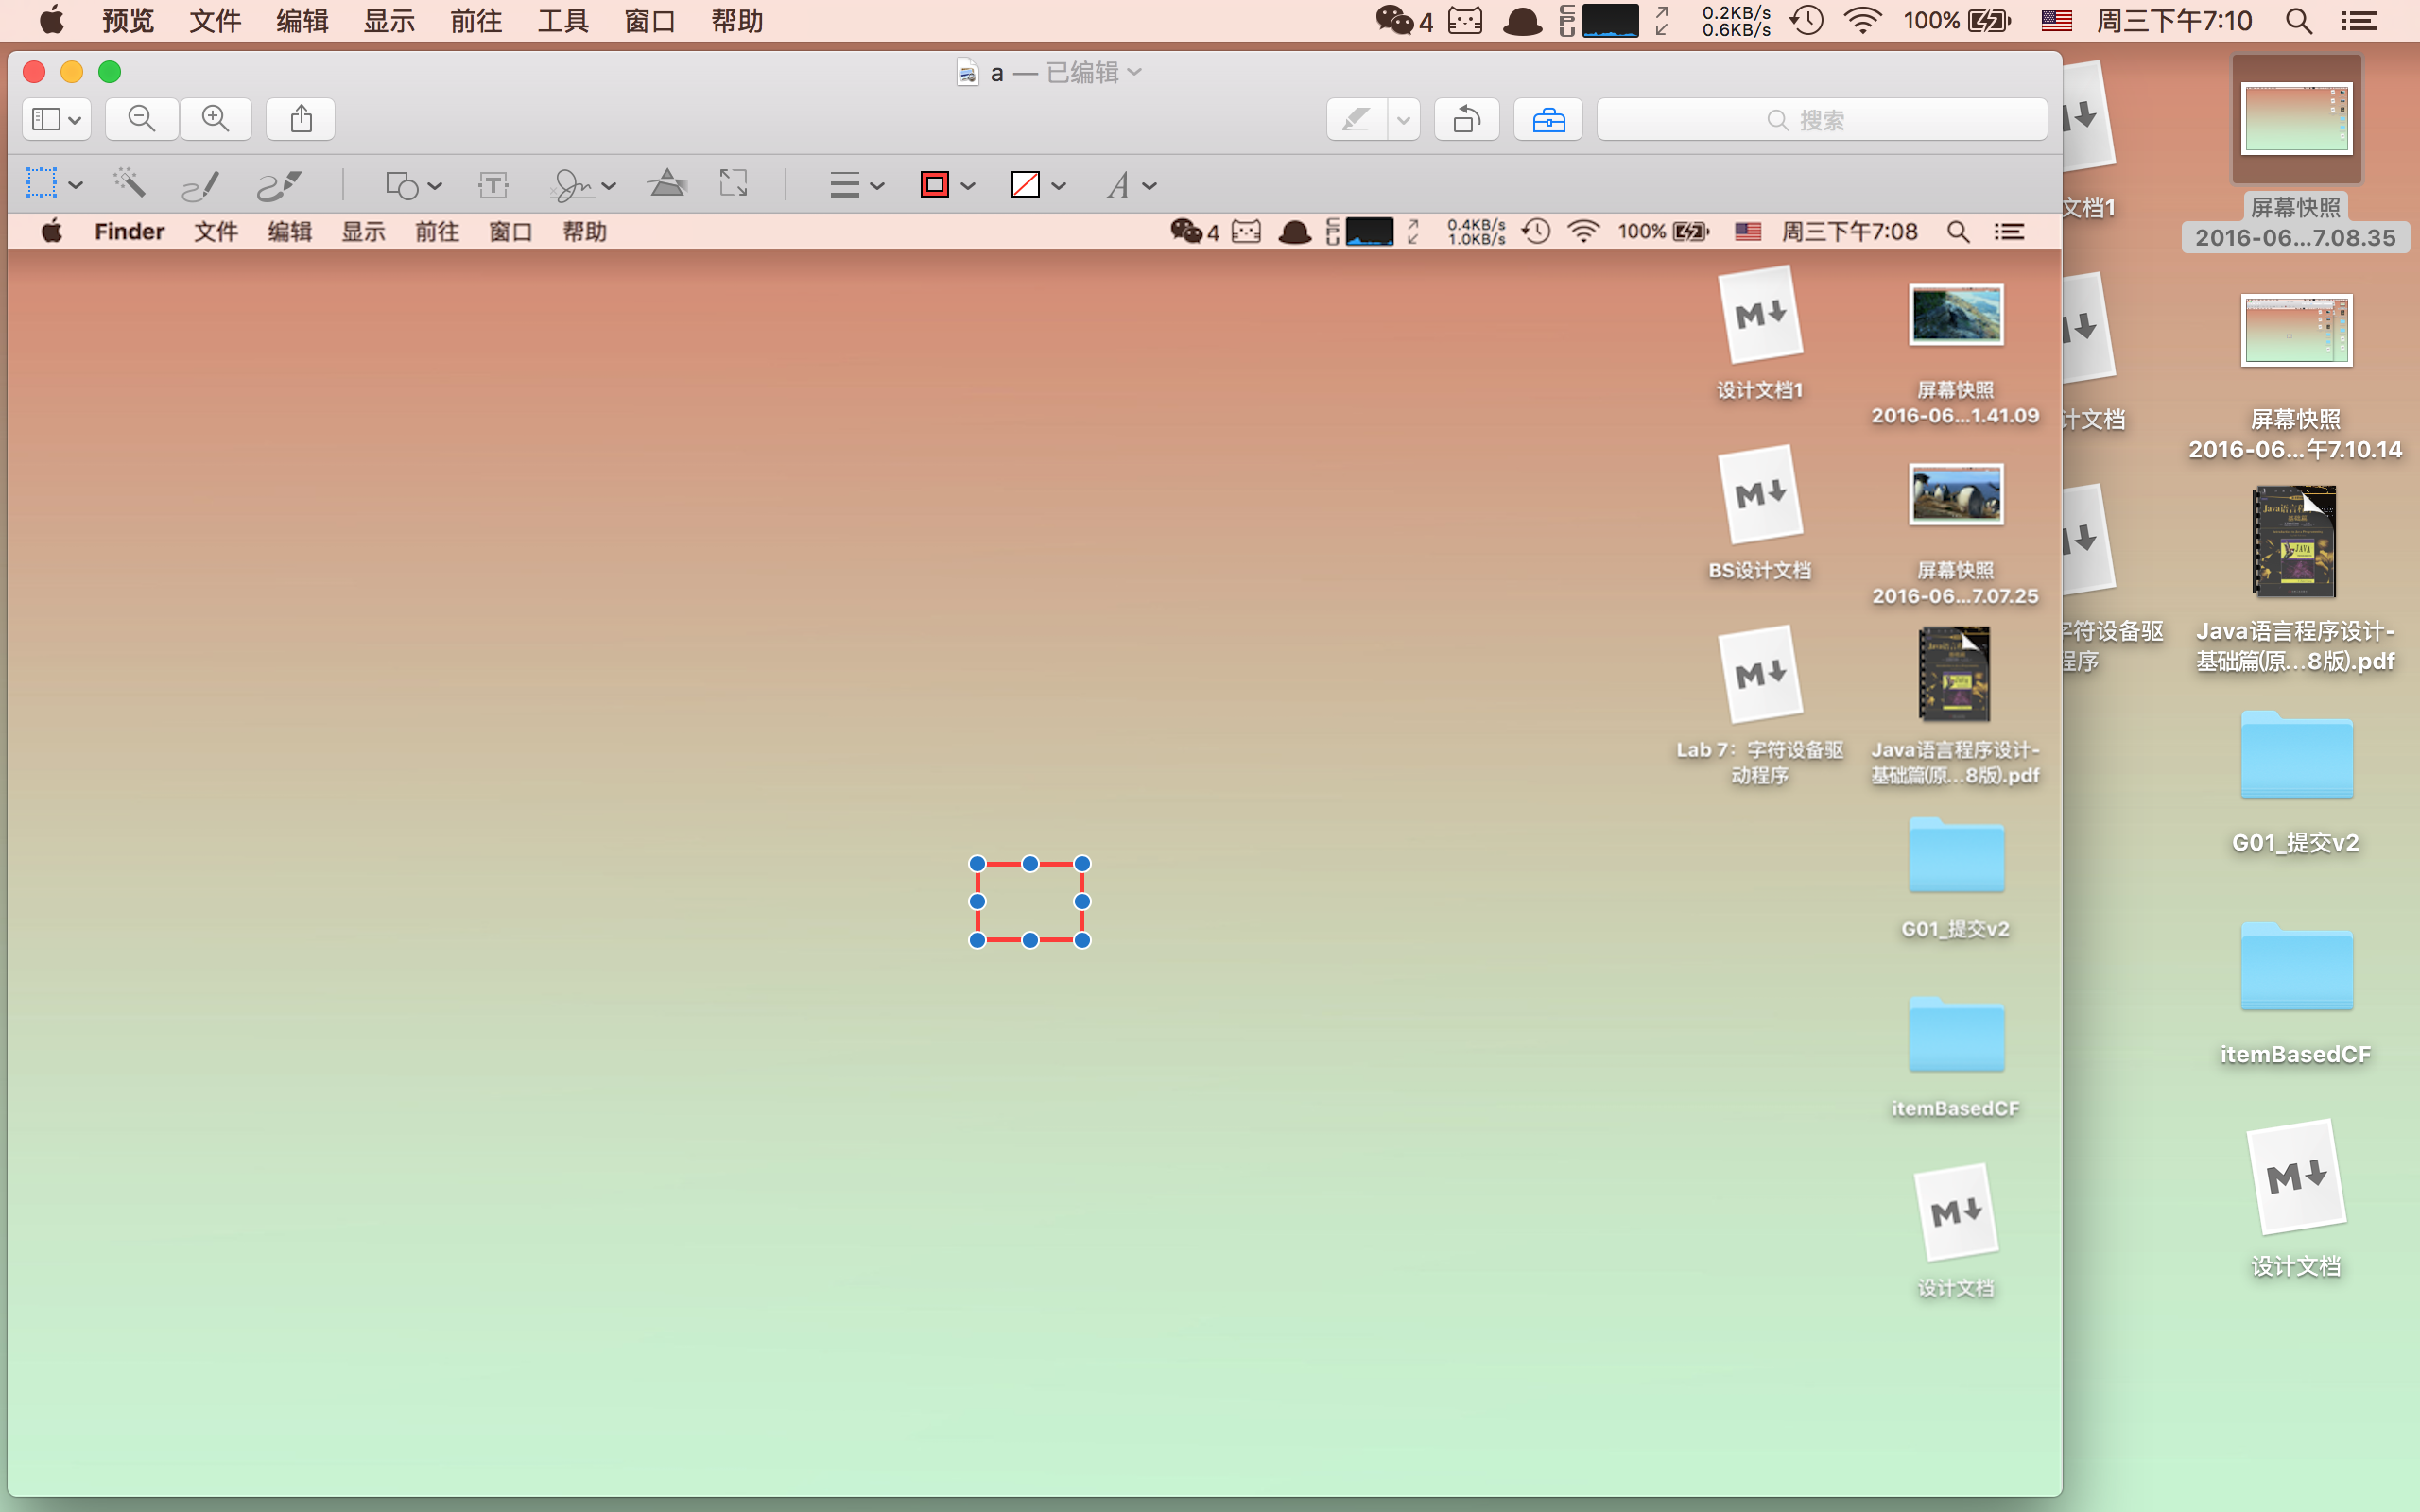 预览 文件 编辑 显示 前往 工具 窗口 帮助 4 CPU 0.2KB/s 0.6KB/s 100% 周三下午7:10
a — 已编辑
搜索
T A
Finder 文件 编辑 显示 前往 窗口 帮助 4 CPU 0.4KB/s 1.0KB/s 100% 周三下午7:08
M
设计文档1
屏幕快照
2016-06...1.41.09
M
BS设计文档
屏幕快照
2016-06...7.07.25
M
Lab 7：字符设备驱
动程序
Java语言程序设计-
基础篇(原...8版).pdf
G01_提交v2
itemBasedCF
M
设计文档
文档1
计文档
字符设备驱
程序
屏幕快照
2016-06...7.08.35
屏幕快照
2016-06...午7.10.14
Java语言程序设计-
基础篇(原...8版).pdf
G01_提交v2
itemBasedCF
M
设计文档